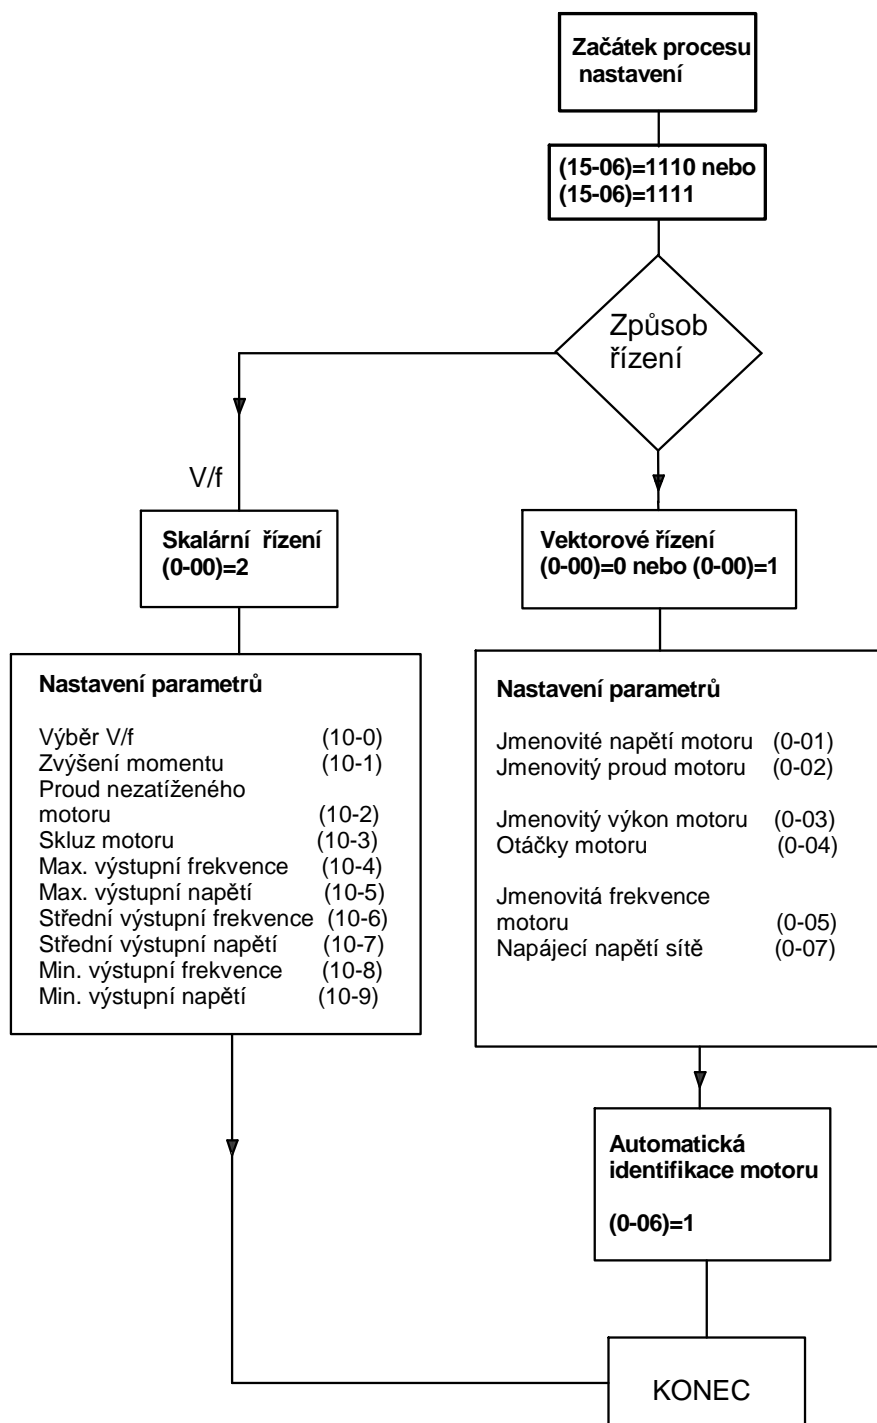 Začátek procesu
nastavení
(15-06)=1110 nebo
(15-06)=1111
Způsob
řízení
V/f
Skalární řízení
(0-00)=2
Vektorové řízení
(0-00)=0 nebo (0-00)=1
Nastavení parametrů
Výběr V/f (10-0)
Zvýšení momentu (10-1)
Proud nezatíženého
motoru (10-2)
Skluz motoru (10-3)
Max. výstupní frekvence (10-4)
Max. výstupní napětí (10-5)
Střední výstupní frekvence (10-6)
Střední výstupní napětí (10-7)
Min. výstupní frekvence (10-8)
Min. výstupní napětí (10-9)
Nastavení parametrů
Jmenovité napětí motoru (0-01)
Jmenovitý proud motoru (0-02)
Jmenovitý výkon motoru (0-03)
Otáčky motoru (0-04)
Jmenovitá frekvence
motoru (0-05)
Napájecí napětí sítě (0-07)
Automatická
identifikace motoru
(0-06)=1
KONEC